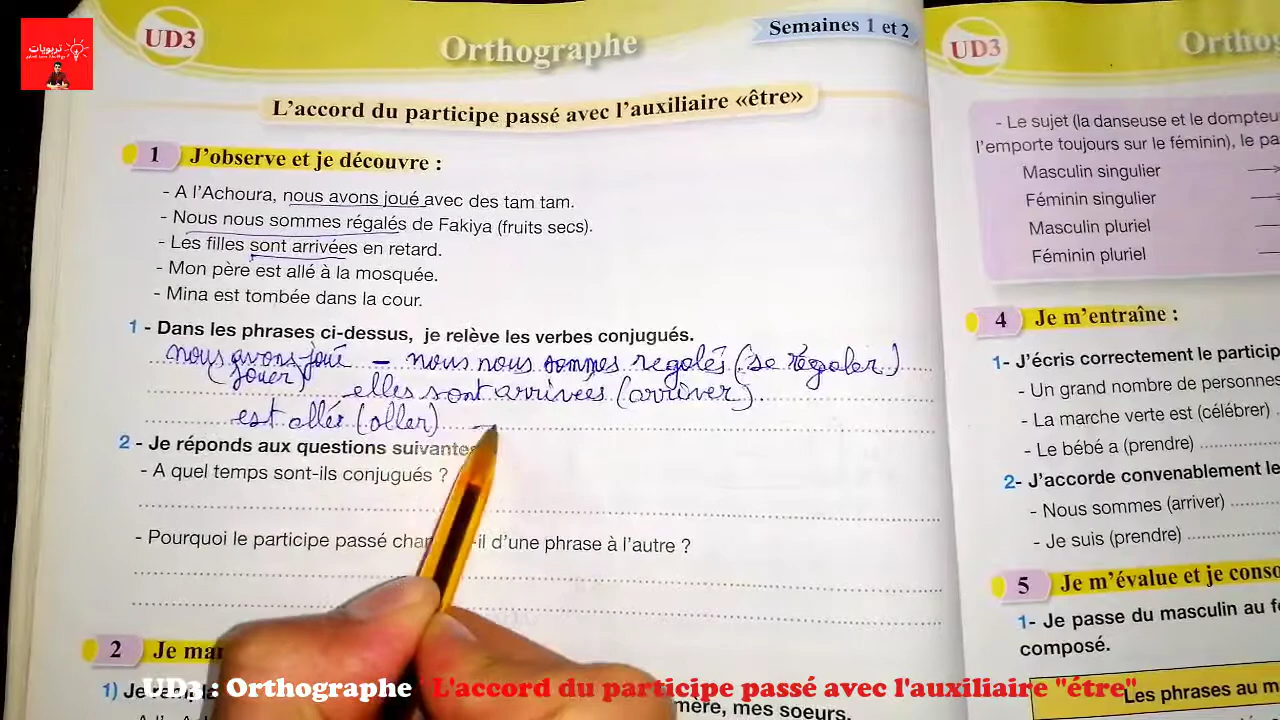 تربويات
UD3
Orthographe
Semaines 1 et 2
L'accord du participe passé avec l'auxiliaire «être»
1 J'observe et je découvre :
- A l'Achoura, nous avons joué avec des tam tam.
- Nous nous sommes régalés de Fakiya (fruits secs).
- Les filles sont arrivées en retard.
- Mon père est allé à la mosquée.
- Mina est tombée dans la cour.
1 - Dans les phrases ci-dessus, je relève les verbes conjugués.
nous avons joué - nous nous sommes regalés (se régaler)
(jouer) elles sont arrivées (arriver)
est allé (aller) -
2 - Je réponds aux questions suivantes
- A quel temps sont-ils conjugués ?
- Pourquoi le participe passé -il d'une phrase à l'autre ?
2 Je
1) Je
mère, mes soeurs.
UD3
- Le sujet (la danseuse et le dompteu
l'emporte toujours sur le féminin), le pa
Masculin singulier
Féminin singulier
Masculin pluriel
Féminin pluriel
4 Je m'entraîne :
1- J'écris correctement le particip
- Un grand nombre de personnes
- La marche verte est (célébrer)
- Le bébé a (prendre)
2- J'accorde convenablement le
- Nous sommes (arriver)
- Je suis (prendre)
5 Je m'évalue et je conso
1- Je passe du masculin au fé
composé.
Les phrases au m
UD3 : Orthographe L'accord du participe passé avec l'auxiliaire "étre"